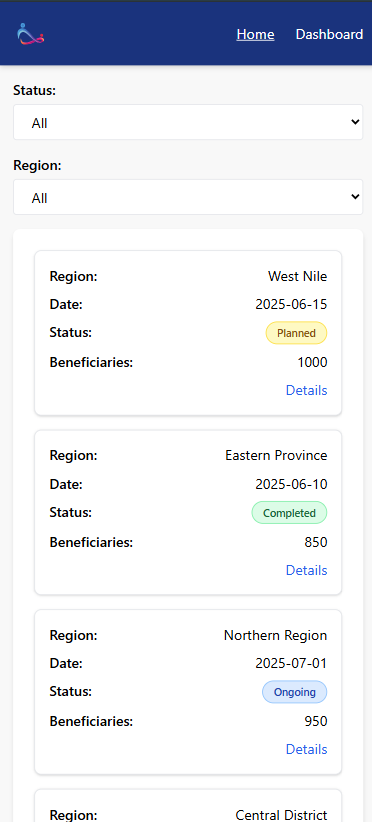 Home Dashboard
Status:
All
Region:
All
Region: West Nile
Date: 2025-06-15
Status: Planned
Beneficiaries: 1000
Details
Region: Eastern Province
Date: 2025-06-10
Status: Completed
Beneficiaries: 850
Details
Region: Northern Region
Date: 2025-07-01
Status: Ongoing
Beneficiaries: 950
Details
Region: Central District